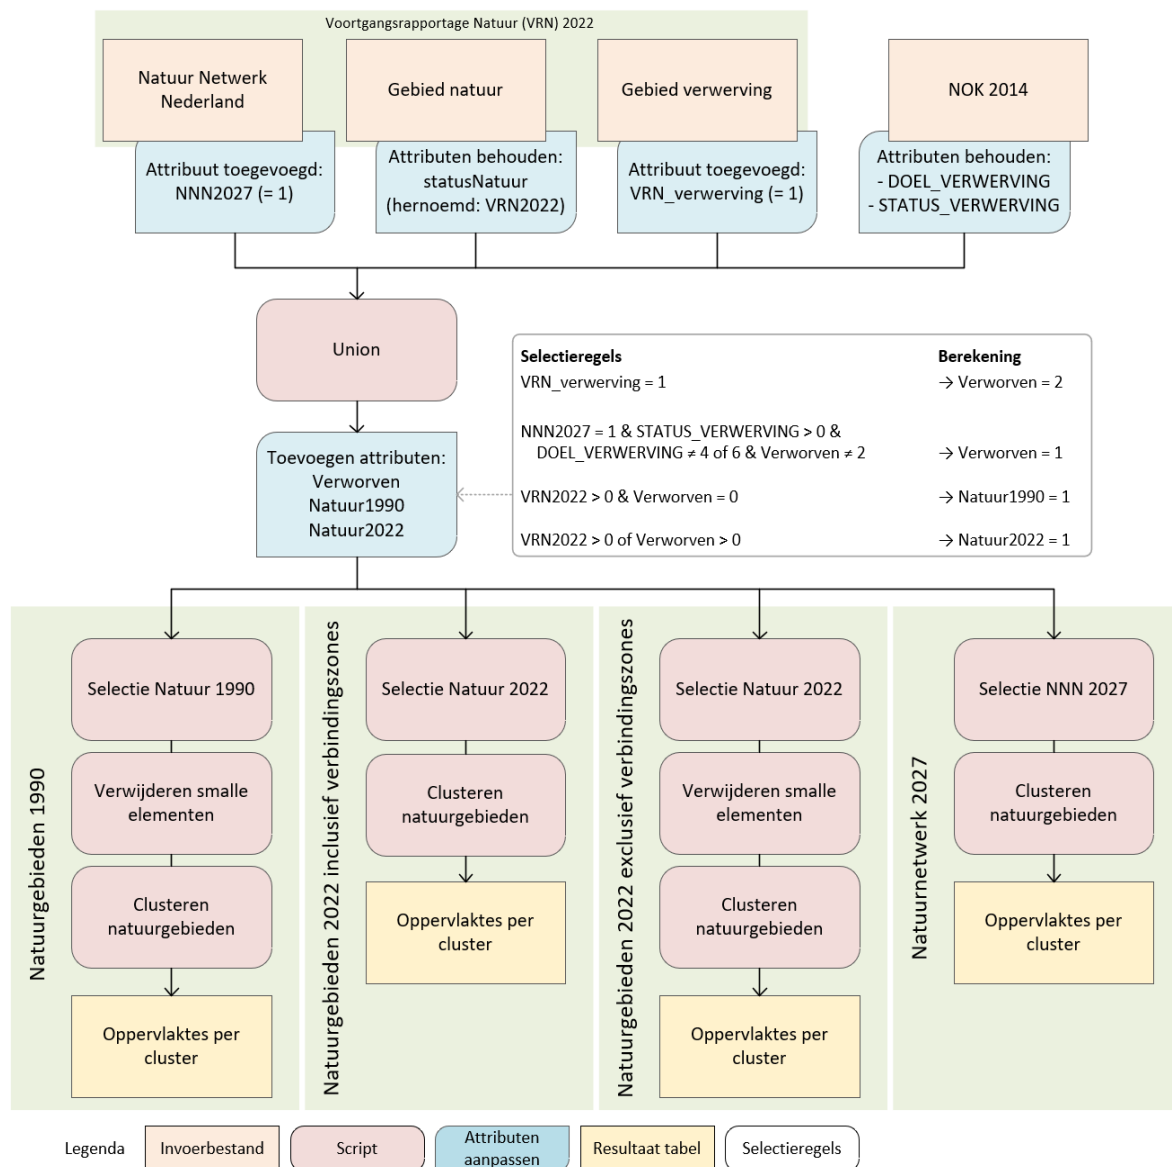 Voortgangsrapportage Natuur (VRN) 2022
Natuur Netwerk
Nederland
Gebied natuur
Gebied verwerving
NOK 2014
Attribuut toegevoegd:
NNN2027 (= 1)
Attributen behouden:
statusNatuur
(hernoemd: VRN2022)
Attribuut toegevoegd:
VRN_verwerving (= 1)
Attributen behouden:
- DOEL_VERWERVING
- STATUS_VERWERVING
Union
Selectieregels
Berekening
VRN_verwerving = 1
→ Verworven = 2
NNN2027 = 1 & STATUS_VERWERVING > 0 &
DOEL_VERWERVING ≠ 4 of 6 & Verworven ≠ 2
→ Verworven = 1
VRN2022 > 0 & Verworven = 0
→ Natuur1990 = 1
VRN2022 > 0 of Verworven > 0
→ Natuur2022 = 1
Toevoegen attributen:
Verworven
Natuur1990
Natuur2022
Natuurgebieden 1990
Selectie Natuur 1990
Verwijderen smalle
elementen
Clusteren
natuurgebieden
Oppervlaktes per
cluster
Natuurgebieden 2022 inclusief verbindingszones
Selectie Natuur 2022
Clusteren
natuurgebieden
Oppervlaktes per
cluster
Natuurgebieden 2022 exclusief verbindingszones
Selectie Natuur 2022
Verwijderen smalle
elementen
Clusteren
natuurgebieden
Oppervlaktes per
cluster
Natuurnetwerk 2027
Selectie NNN 2027
Clusteren
natuurgebieden
Oppervlaktes per
cluster
Legenda
Invoerbestand
Script
Attributen
aanpassen
Resultaat tabel
Selectieregels